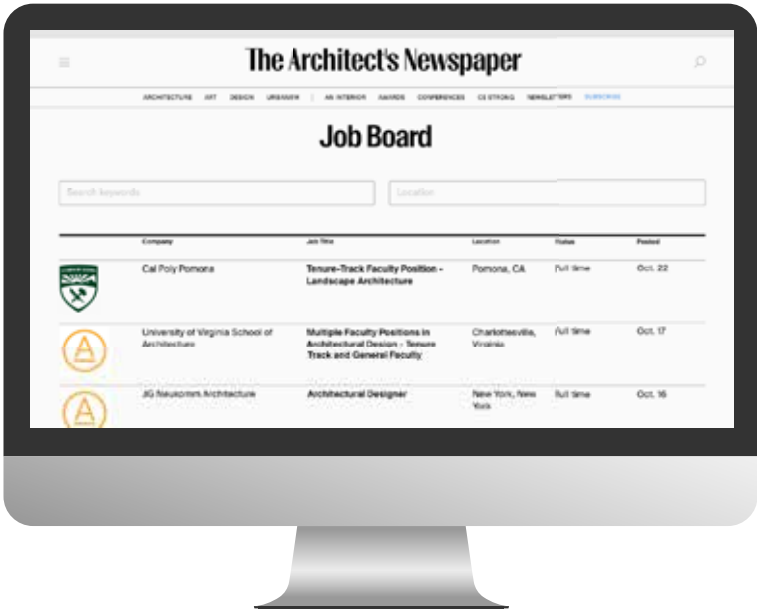 The Architect's Newspaper
ARCHITECTURE ART DESIGN URBANISM | AN INTERIOR AWARDS CONFERENCES CE STRONG NEWSLETTERS SUBSCRIBE
Job Board
Search keywords Location
Company Job Title Location Status Posted
Cal Poly Pomona Tenure-Track Faculty Position - Pomona, CA Full time Oct. 22
Landscape Architecture
University of Virginia School of Multiple Faculty Positions in Charlottesville, Full time Oct. 17
Architecture Architectural Design - Tenure Virginia
Track and General Faculty
JG Neukomm Architecture Architectural Designer New York, New Full time Oct. 16
York